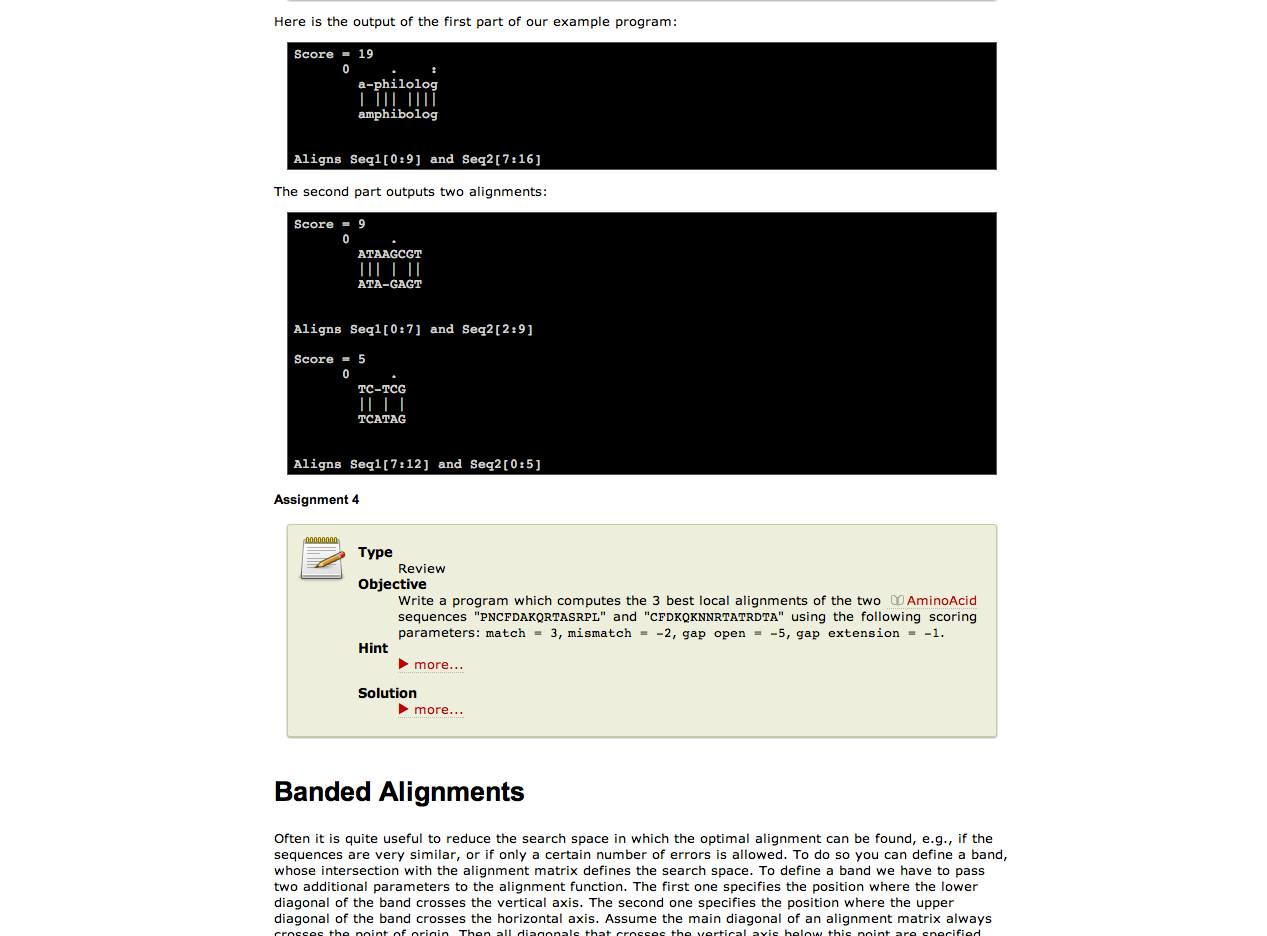 Here is the output of the first part of our example program:
Score = 19
0 . :
a-philolog
| ||| ||||
amphibolog
Aligns Seq1[0:9] and Seq2[7:16]
The second part outputs two alignments:
Score = 9
0 .
ATAAGCGT
||| | ||
ATA-GAGT
Aligns Seq1[0:7] and Seq2[2:9]
Score = 5
0 .
TC-TCG
|| | |
TCATAG
Aligns Seq1[7:12] and Seq2[0:5]
Assignment 4
Type
Review
Objective
Write a program which computes the 3 best local alignments of the two AminoAcid
sequences "PNCFDAKQRTASRPL" and "CFDKQKNNRTATRDTA" using the following scoring
parameters: match = 3, mismatch = -2, gap open = -5, gap extension = -1.
Hint
more...
Solution
more...
Banded Alignments
Often it is quite useful to reduce the search space in which the optimal alignment can be found, e.g., if the
sequences are very similar, or if only a certain number of errors is allowed. To do so you can define a band,
whose intersection with the alignment matrix defines the search space. To define a band we have to pass
two additional parameters to the alignment function. The first one specifies the position where the lower
diagonal of the band crosses the vertical axis. The second one specifies the position where the upper
diagonal of the band crosses the horizontal axis. Assume the main diagonal of an alignment matrix always
crosses the point of origin. Then all diagonals that crosses the vertical axis below this point are specified